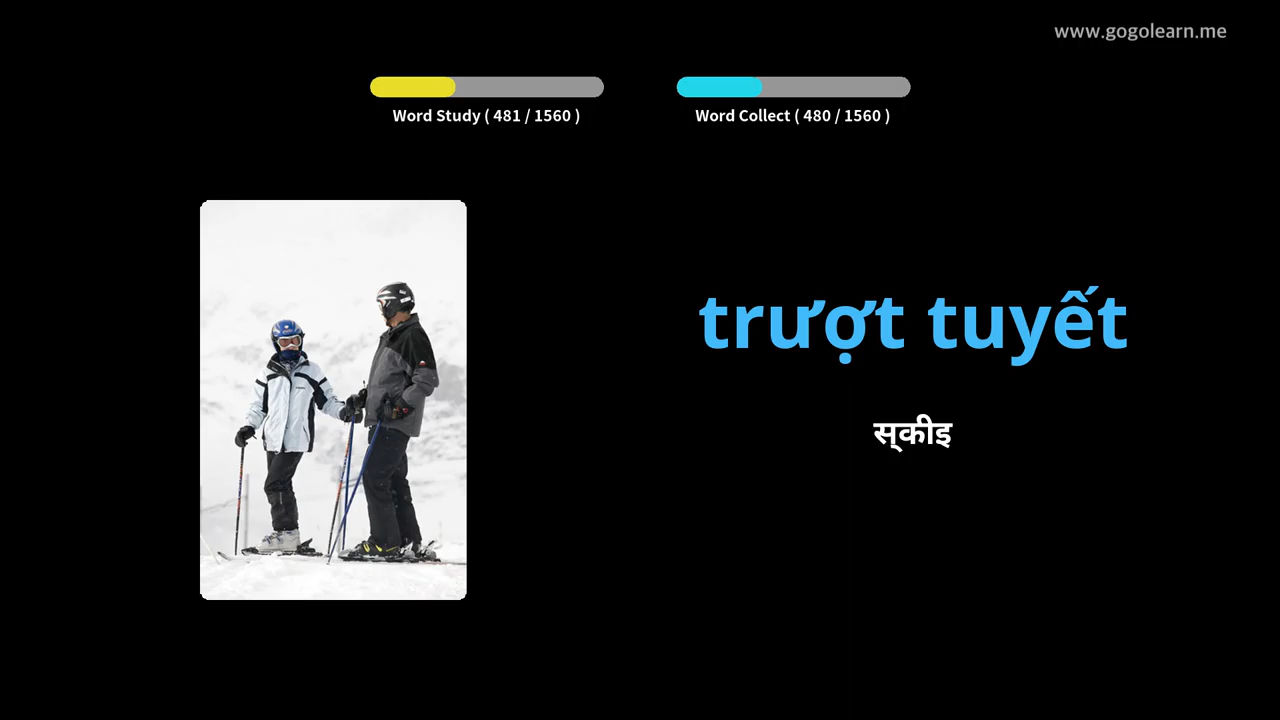 www.gogolearn.me
Word Study ( 481 / 1560 )
Word Collect ( 480 / 1560 )
trượt tuyết
स्कीइ